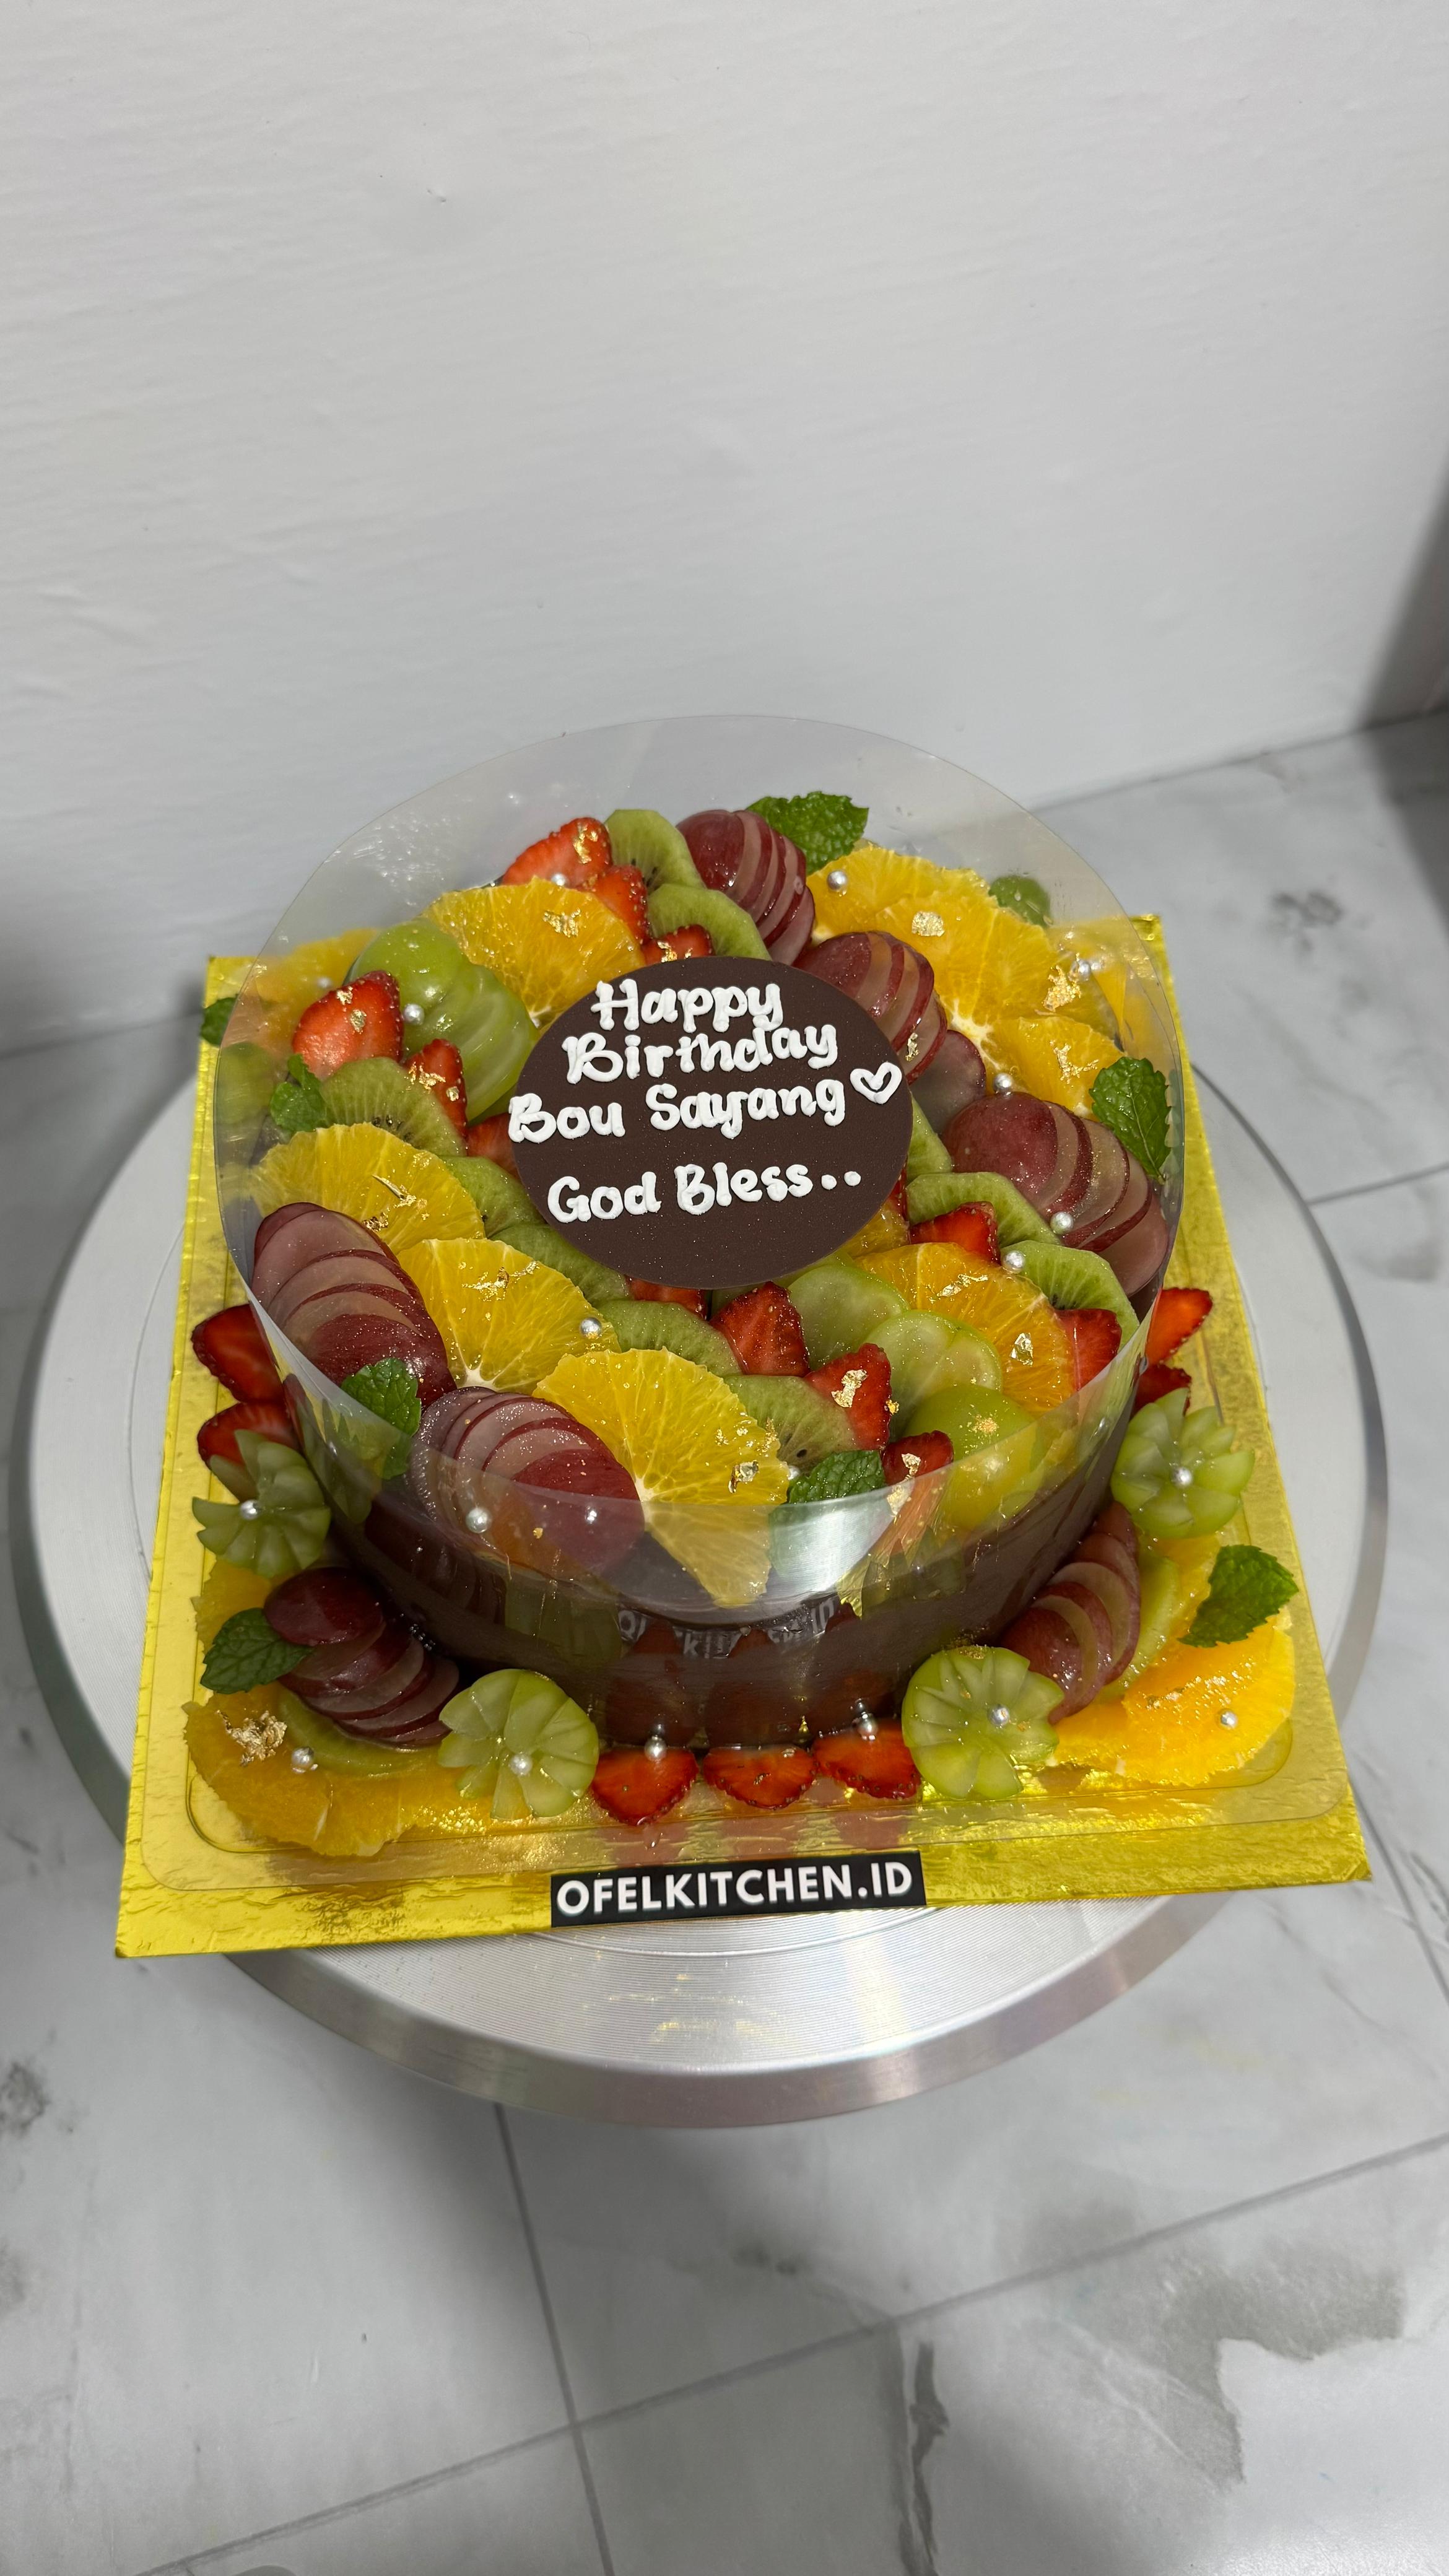 Happy
Birthday
Bou Sayang♡
God Bless..
OFELKITCHEN.ID